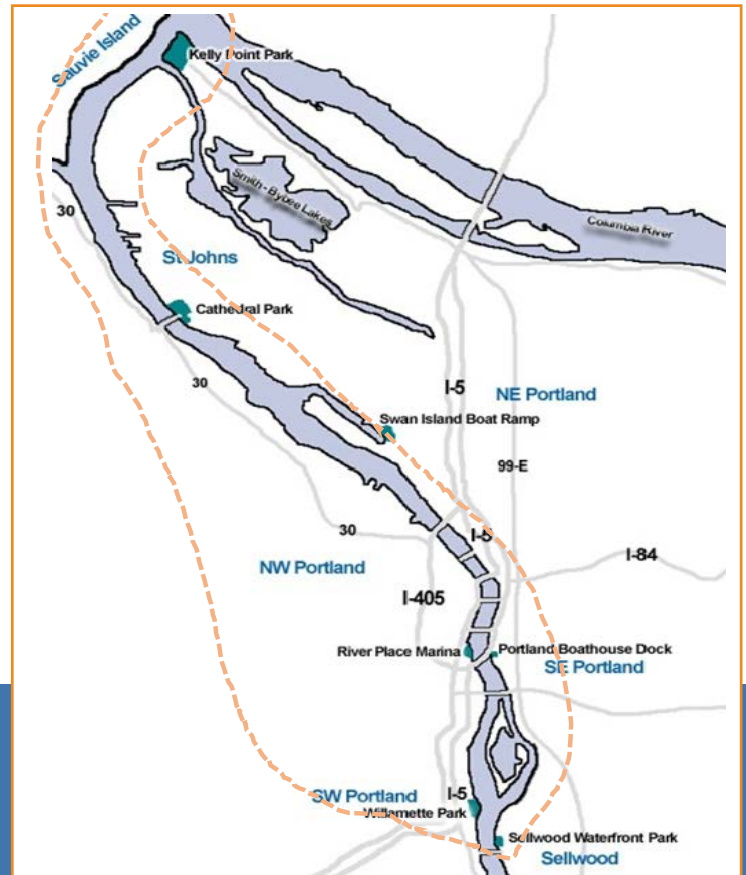 Sauvie Island
Kelly Point Park
Smith - Bybee Lakes
30
Columbia River
St Johns
Cathedral Park
30
I-5
NE Portland
Swan Island Boat Ramp
99-E
30
I-5
I-84
NW Portland
I-405
River Place Marina
Portland Boathouse Dock
SE Portland
I-5
SW Portland
Willamette Park
Sellwood Waterfront Park
Sellwood